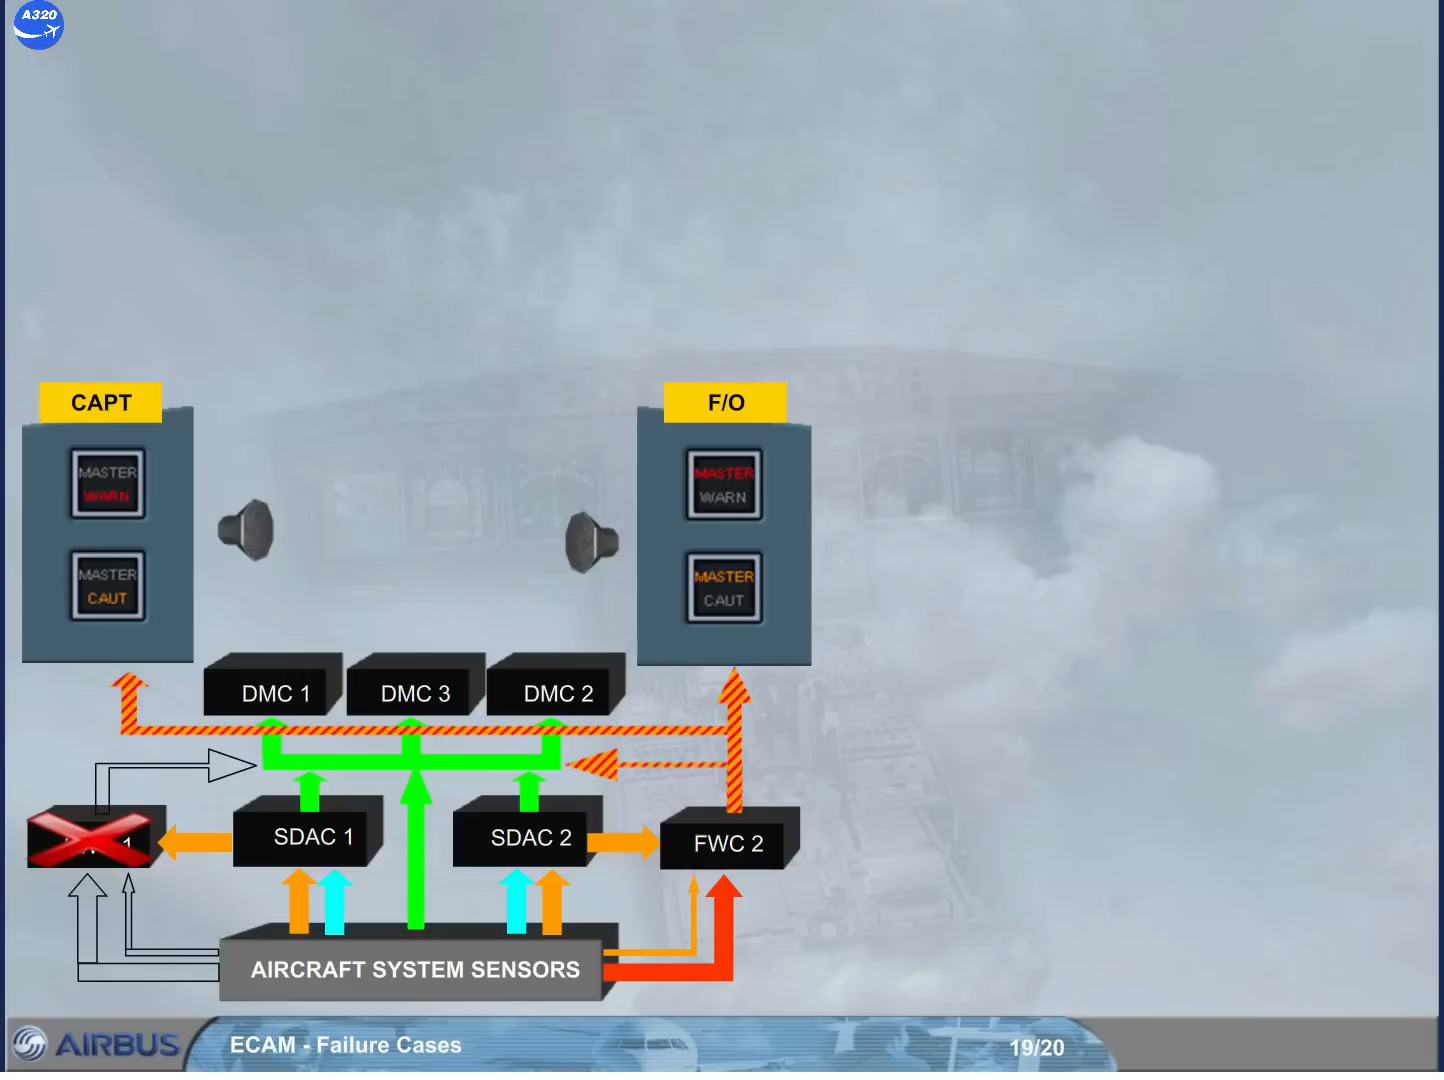 A320
CAPT
F/O
MASTER
WARN
MASTER
CAUT
MASTER
WARN
MASTER
CAUT
DMC 1
DMC 3
DMC 2
1
SDAC 1
SDAC 2
FWC 2
AIRCRAFT SYSTEM SENSORS
AIRBUS
ECAM - Failure Cases
19/20